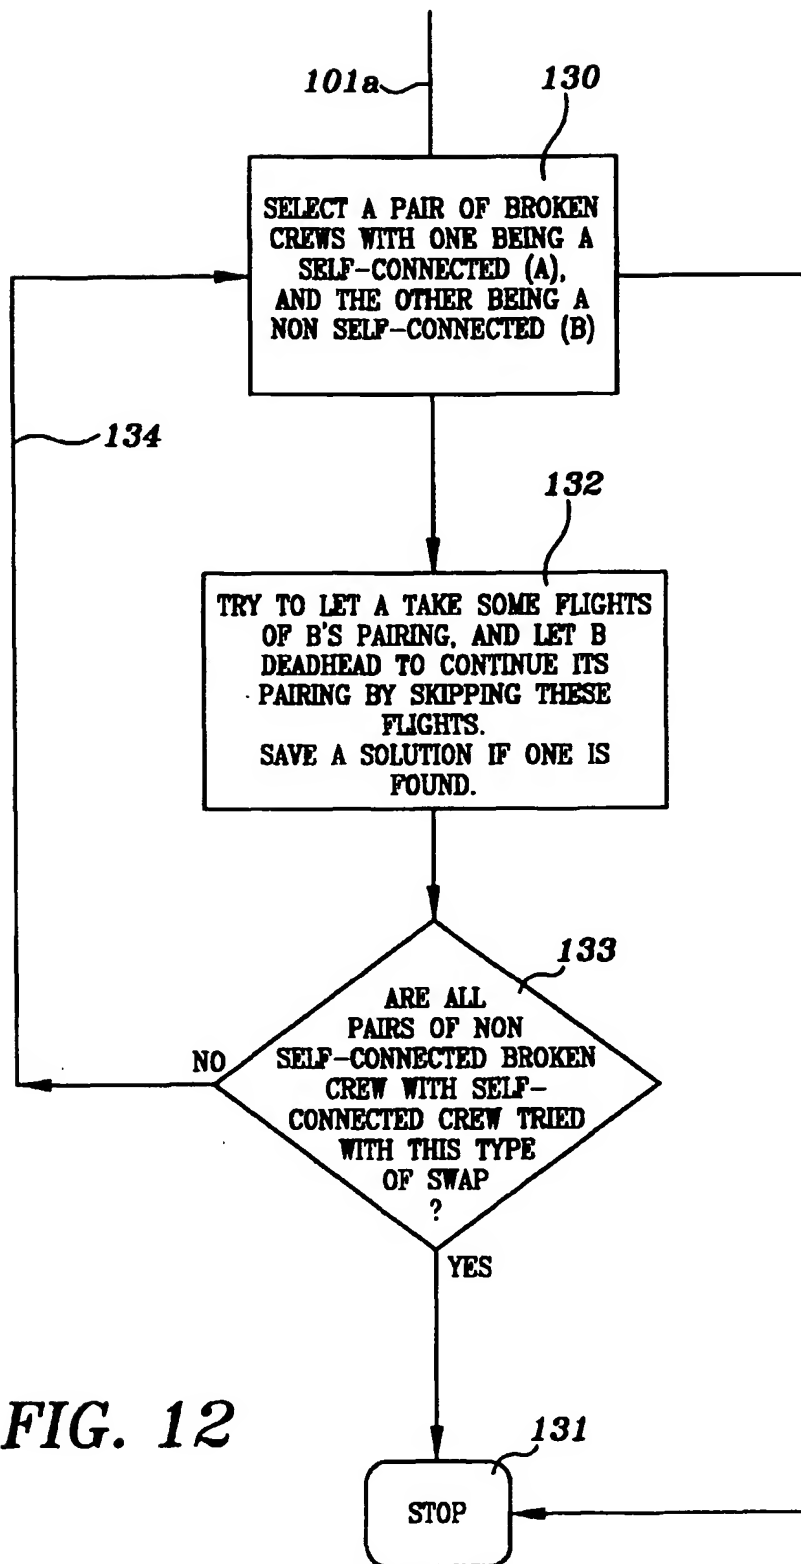 101a
130
SELECT A PAIR OF BROKEN
CREWS WITH ONE BEING A
SELF-CONNECTED (A),
AND THE OTHER BEING A
NON SELF-CONNECTED (B)
134
132
TRY TO LET A TAKE SOME FLIGHTS
OF B'S PAIRING, AND LET B
DEADHEAD TO CONTINUE ITS
PAIRING BY SKIPPING THESE
FLIGHTS.
SAVE A SOLUTION IF ONE IS
FOUND.
133
ARE ALL
PAIRS OF NON
SELF-CONNECTED BROKEN
CREW WITH SELF-
CONNECTED CREW TRIED
WITH THIS TYPE
OF SWAP
?
NO
YES
FIG. 12
131
STOP